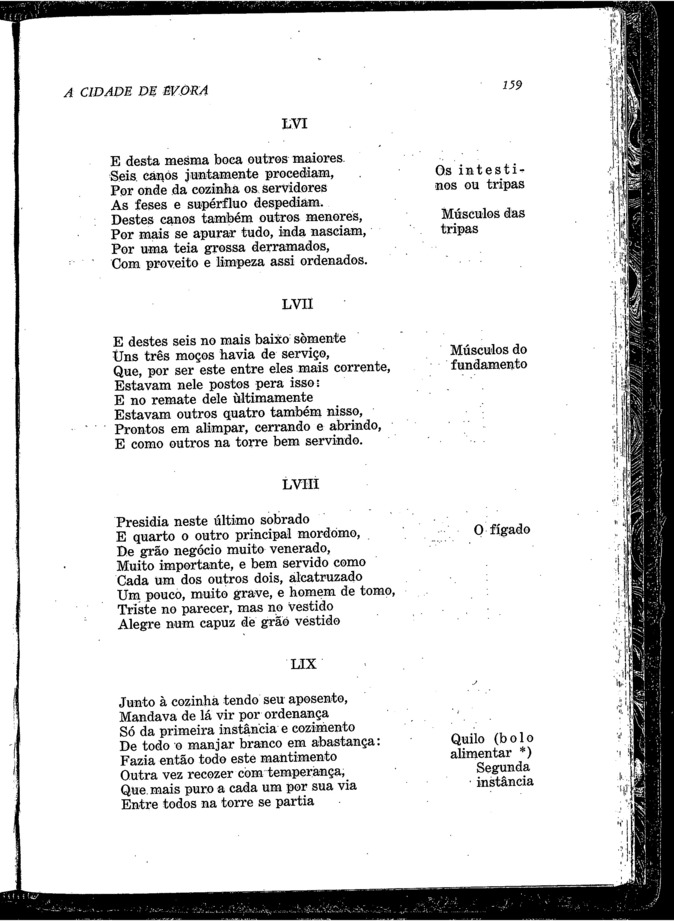 A CIDADE DE ÉVORA
159
LVI
E desta mesma boca outros maiores
Seis canos juntamente procediam,
Por onde da cozinha os servidores
As feses e supérfluo despediam.
Destes canos também outros menores,
Por mais se apurar tudo, inda nasciam,
Por uma teia grossa derramados,
Com proveito e limpeza assi ordenados.
Os intesti-
nos ou tripas
Músculos das
tripas
LVII
E destes seis no mais baixo sòmente
Uns três moços havia de serviço,
Que, por ser este entre eles mais corrente,
Estavam nele postos pera isso:
E no remate dele ùltimamente
Estavam outros quatro também nisso,
Prontos em alimpar, cerrando e abrindo,
E como outros na torre bem servindo.
Músculos do
fundamento
LVIII
Presidia neste último sobrado
E quarto o outro principal mordomo,
De grão negócio muito venerado,
Muito importante, e bem servido como
Cada um dos outros dois, alcatruzado
Um pouco, muito grave, e homem de tomo,
Triste no parecer, mas no vestido
Alegre num capuz de grão vestido
O fígado
LIX
Junto à cozinha tendo seu aposento,
Mandava de lá vir por ordenança
Só da primeira instância e cozimento
De todo o manjar branco em abastança:
Fazia então todo este mantimento
Outra vez recozer com temperança,
Que mais puro a cada um por sua via
Entre todos na torre se partia
Quilo (bolo
alimentar *)
Segunda
instância